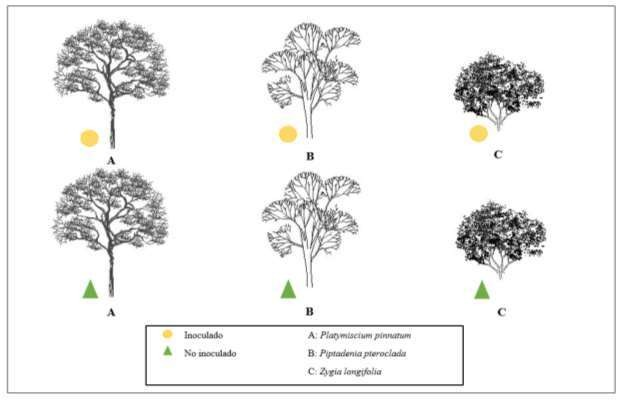 A B C
A B C
Inoculado A: Platymiscium pinnatum
No inoculado B: Piptadenia pteroclada
C: Zygia longifolia